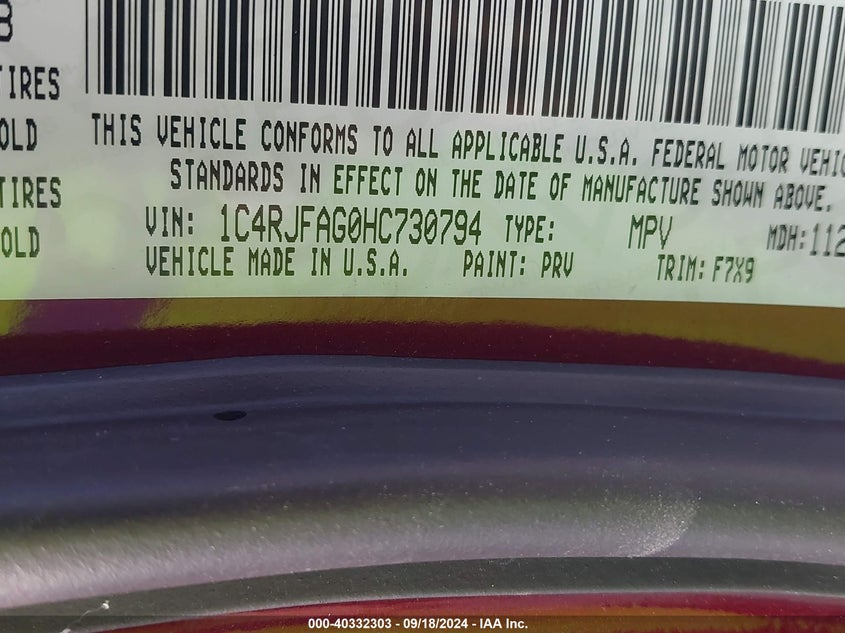 TIRES
OLD
TIRES
OLD
THIS VEHICLE CONFORMS TO ALL APPLICABLE U.S.A. FEDERAL MOTOR VEHIC
STANDARDS IN EFFECT ON THE DATE OF MANUFACTURE SHOWN ABOVE.
VIN: 1C4RJFAG0HC730794 TYPE: MPV MDH:112
VEHICLE MADE IN U.S.A. PAINT: PRV TRIM: F7X9
000-40332303 - 09/18/2024 - IAA Inc.